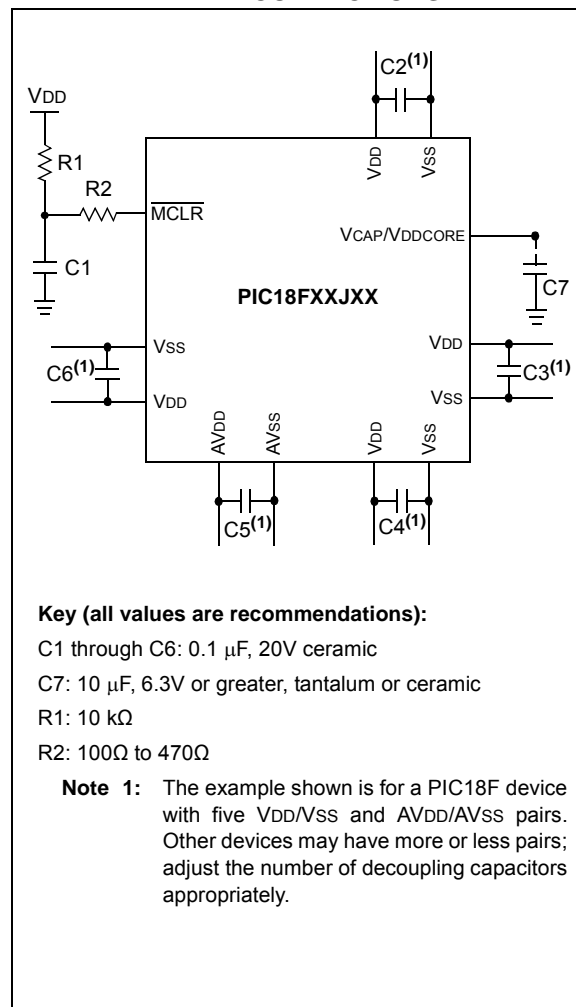 C2(1)
VDD
VDD
VSS
R1
R2
MCLR
VCAP/VDDCORE
C1
C7
PIC18FXXJXX
VSS
VDD
C6(1)
C3(1)
VDD
VSS
AVDD
AVSS
VDD
VSS
C5(1)
C4(1)
Key (all values are recommendations):
C1 through C6: 0.1 μF, 20V ceramic
C7: 10 μF, 6.3V or greater, tantalum or ceramic
R1: 10 kΩ
R2: 100Ω to 470Ω
Note 1: The example shown is for a PIC18F device
with five VDD/VSS and AVDD/AVSS pairs.
Other devices may have more or less pairs;
adjust the number of decoupling capacitors
appropriately.